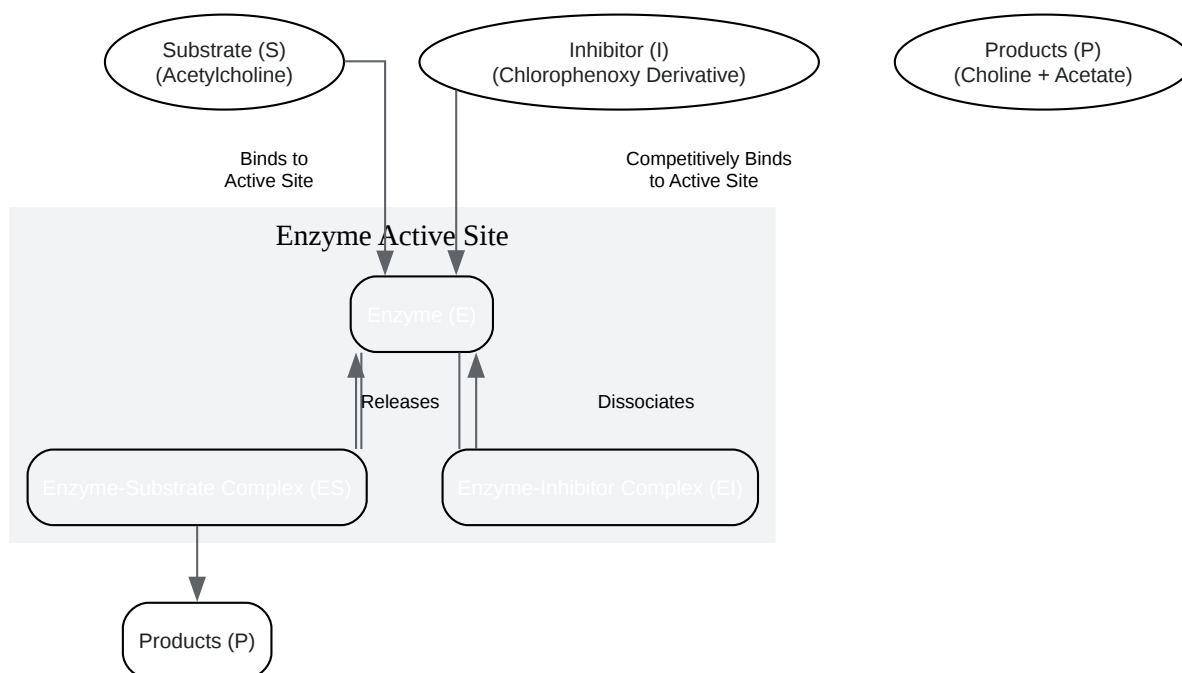 Substrate (S)
(Acetylcholine)
Inhibitor (I)
(Chlorophenoxy Derivative)
Products (P)
(Choline + Acetate)
Binds to
Active Site
Competitively Binds
to Active Site
Enzyme Active Site
Enzyme (E)
Releases
Dissociates
Enzyme-Substrate Complex (ES)
Enzyme-Inhibitor Complex (EI)
Products (P)